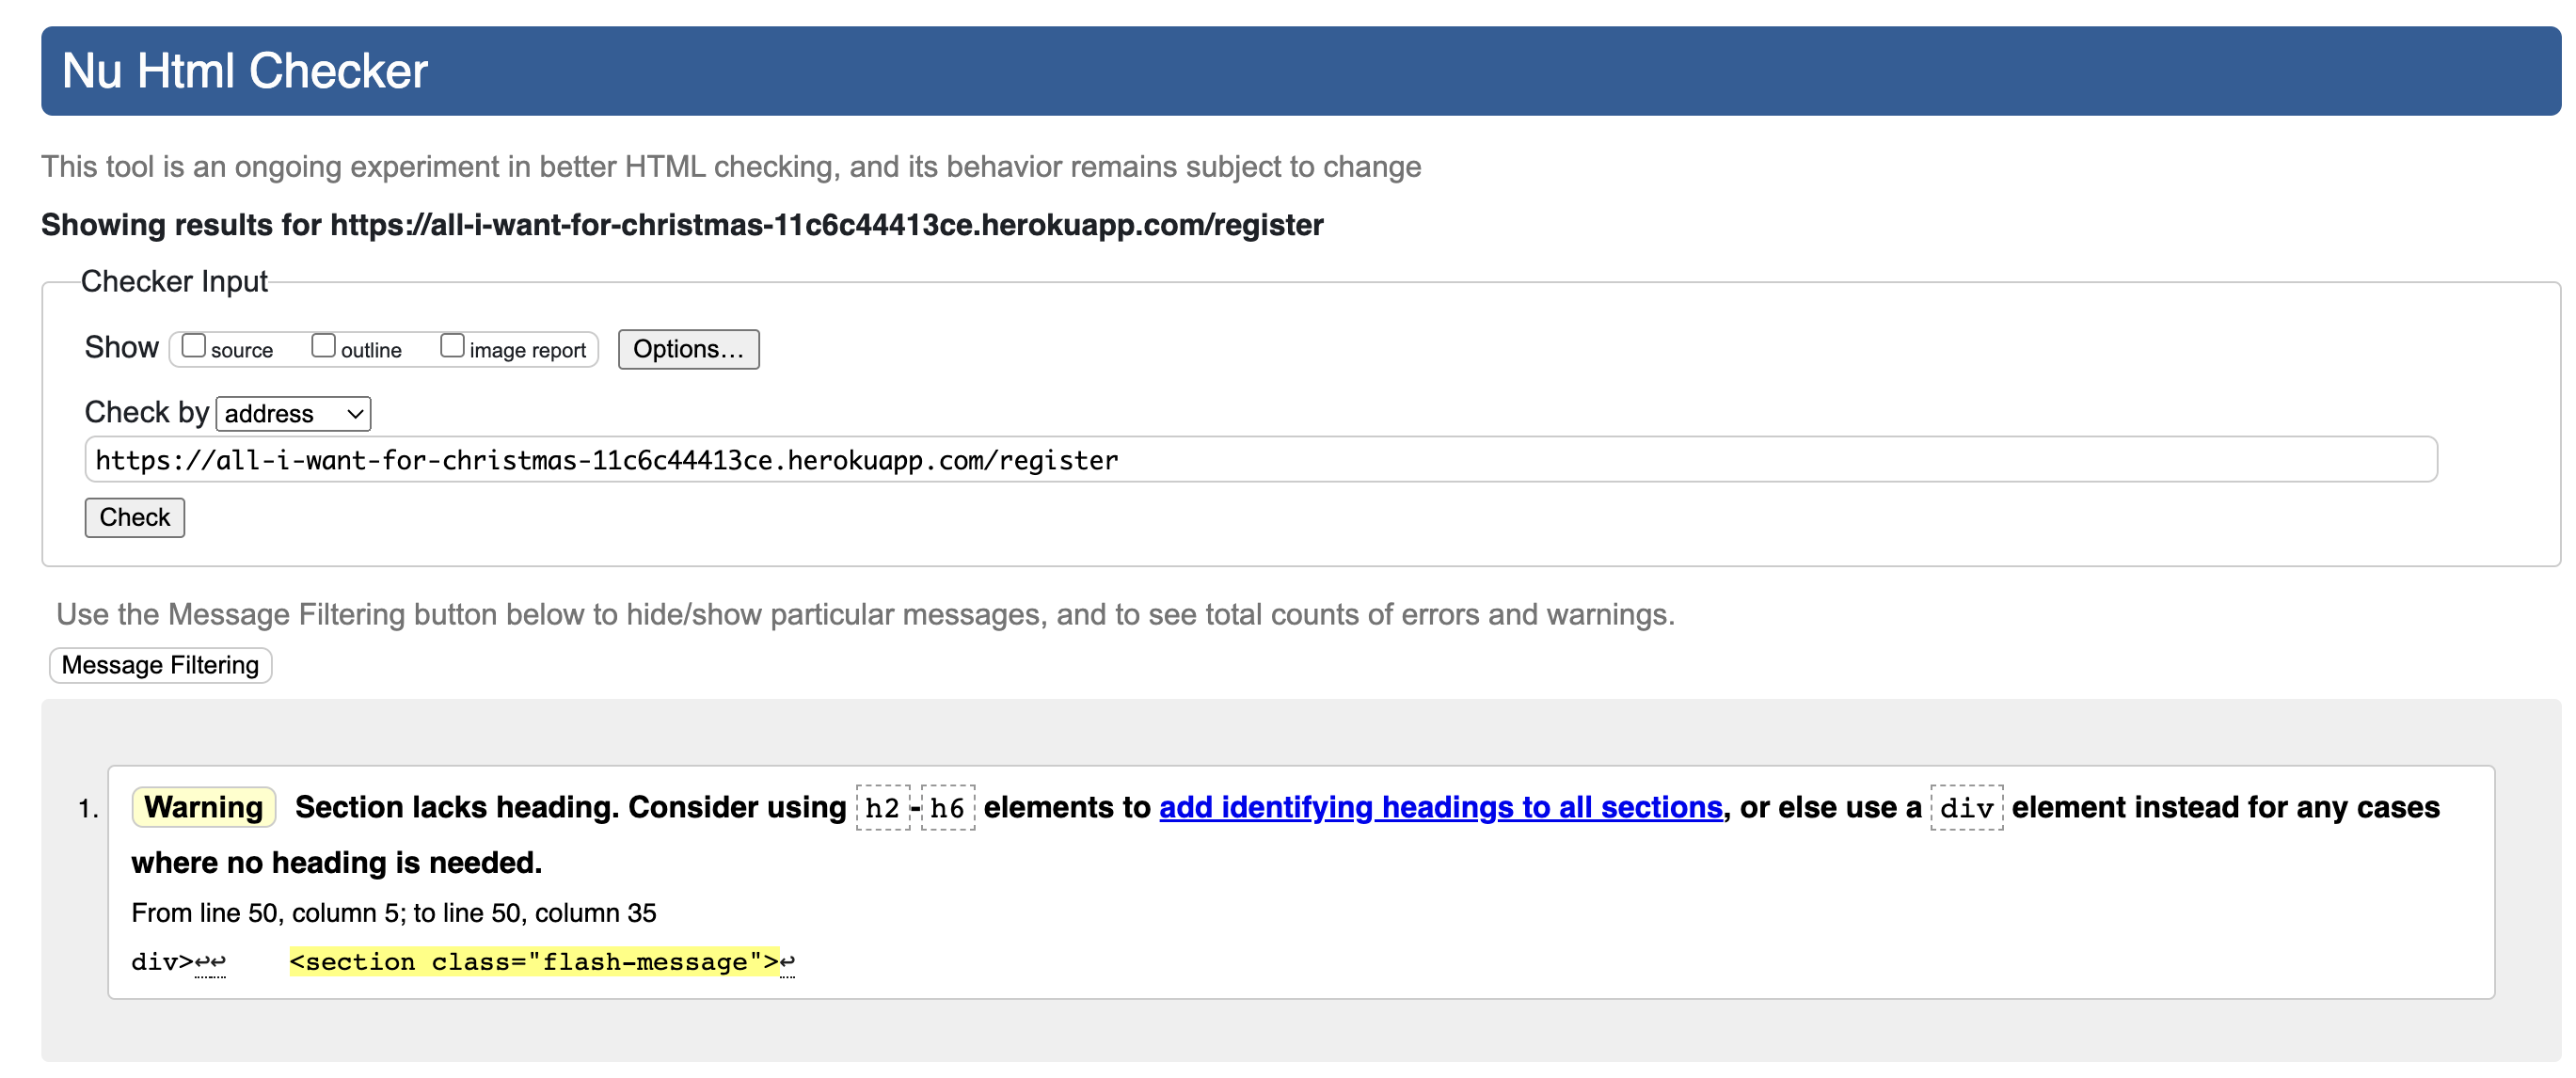 Nu Html Checker
This tool is an ongoing experiment in better HTML checking, and its behavior remains subject to change
Showing results for https://all-i-want-for-christmas-11c6c44413ce.herokuapp.com/register
Checker Input
Show source outline image report Options...
Check by address
https://all-i-want-for-christmas-11c6c44413ce.herokuapp.com/register
Check
Use the Message Filtering button below to hide/show particular messages, and to see total counts of errors and warnings.
Message Filtering
1. Warning Section lacks heading. Consider using h2-h6 elements to add identifying headings to all sections, or else use a div element instead for any cases
where no heading is needed.
From line 50, column 5; to line 50, column 35
div>↩↩ <section class="flash-message">↩